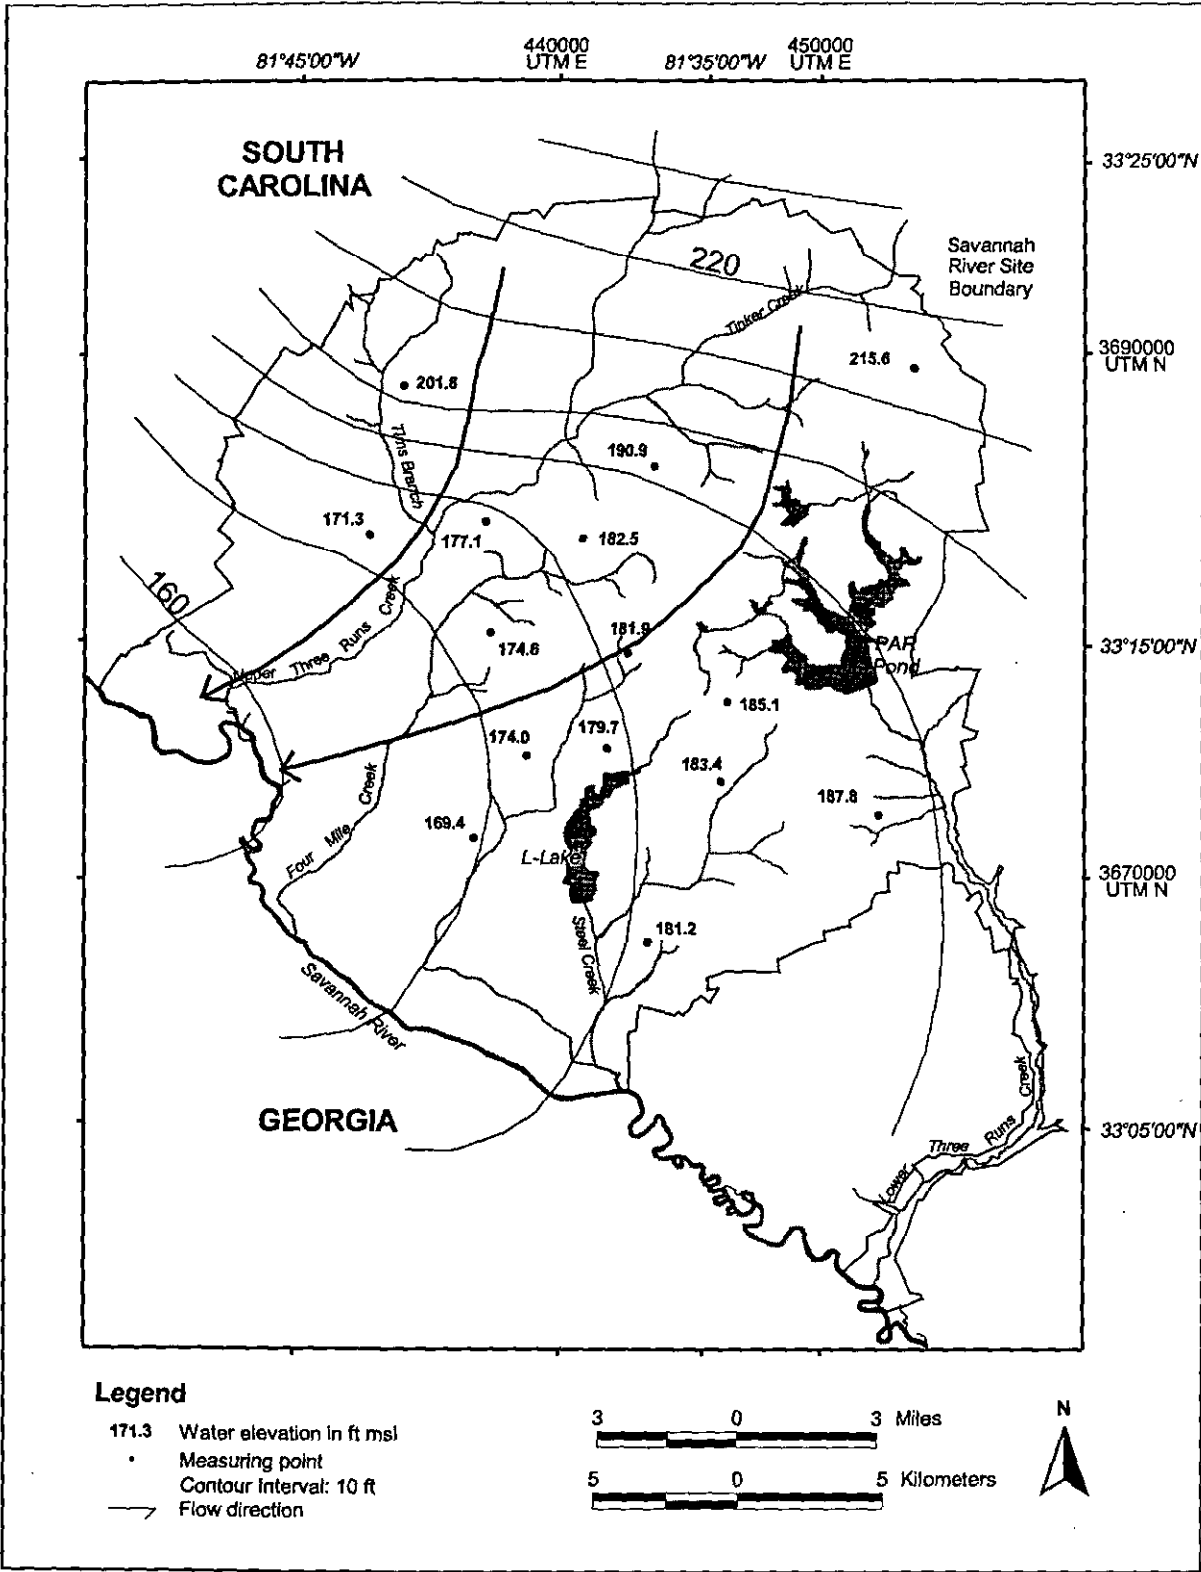 440000
450000
81°45'00"W
UTM E
81°35'00"W
UTM E
SOUTH
CAROLINA
33°25'00"N
Savannah
River Site
Boundary
220
Tinker Creek
3690000
UTM N
215.6
201.8
Tims Branch
190.9
171.3
177.1
182.5
160
Upper Three Runs Creek
174.6
181.9
33°15'00"N
PAR
Pond
185.1
174.0
179.7
183.4
187.8
Four Mile Creek
169.4
L-Lake
3670000
UTM N
Steel Creek
181.2
Savannah River
GEORGIA
33°05'00"N
Lower Three Runs Creek
Legend
171.3 Water elevation in ft msl
Measuring point
Contour Interval: 10 ft
Flow direction
3 0 3 Miles
5 0 5 Kilometers
N